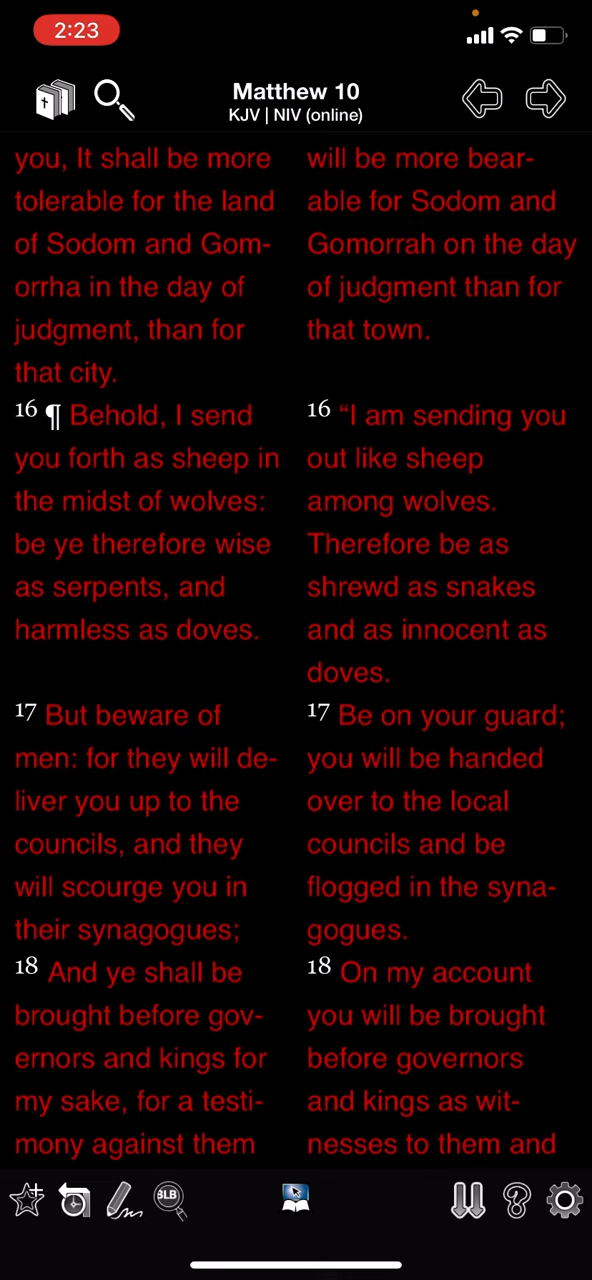 2:23
Matthew 10
KJV | NIV (online)
you, It shall be more
tolerable for the land
of Sodom and Gom-
orrha in the day of
judgment, than for
that city.
16 ¶ Behold, I send
you forth as sheep in
the midst of wolves:
be ye therefore wise
as serpents, and
harmless as doves.
17 But beware of
men: for they will de-
liver you up to the
councils, and they
will scourge you in
their synagogues;
18 And ye shall be
brought before gov-
ernors and kings for
my sake, for a testi-
mony against them
will be more bear-
able for Sodom and
Gomorrah on the day
of judgment than for
that town.
16 “I am sending you
out like sheep
among wolves.
Therefore be as
shrewd as snakes
and as innocent as
doves.
17 Be on your guard;
you will be handed
over to the local
councils and be
flogged in the syna-
gogues.
18 On my account
you will be brought
before governors
and kings as wit-
nesses to them and
BLB